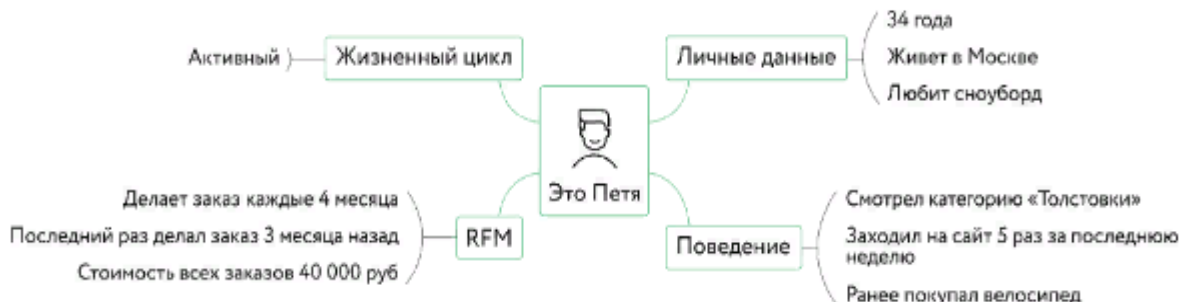 Активный
Жизненный цикл
Личные данные
34 года
Живет в Москве
Любит сноуборд
Это Петя
Делает заказ каждые 4 месяца
Последний раз делал заказ 3 месяца назад
Стоимость всех заказов 40 000 руб
RFM
Поведение
Смотрел категорию «Толстовки»
Заходил на сайт 5 раз за последнюю
неделю
Ранее покупал велосипед